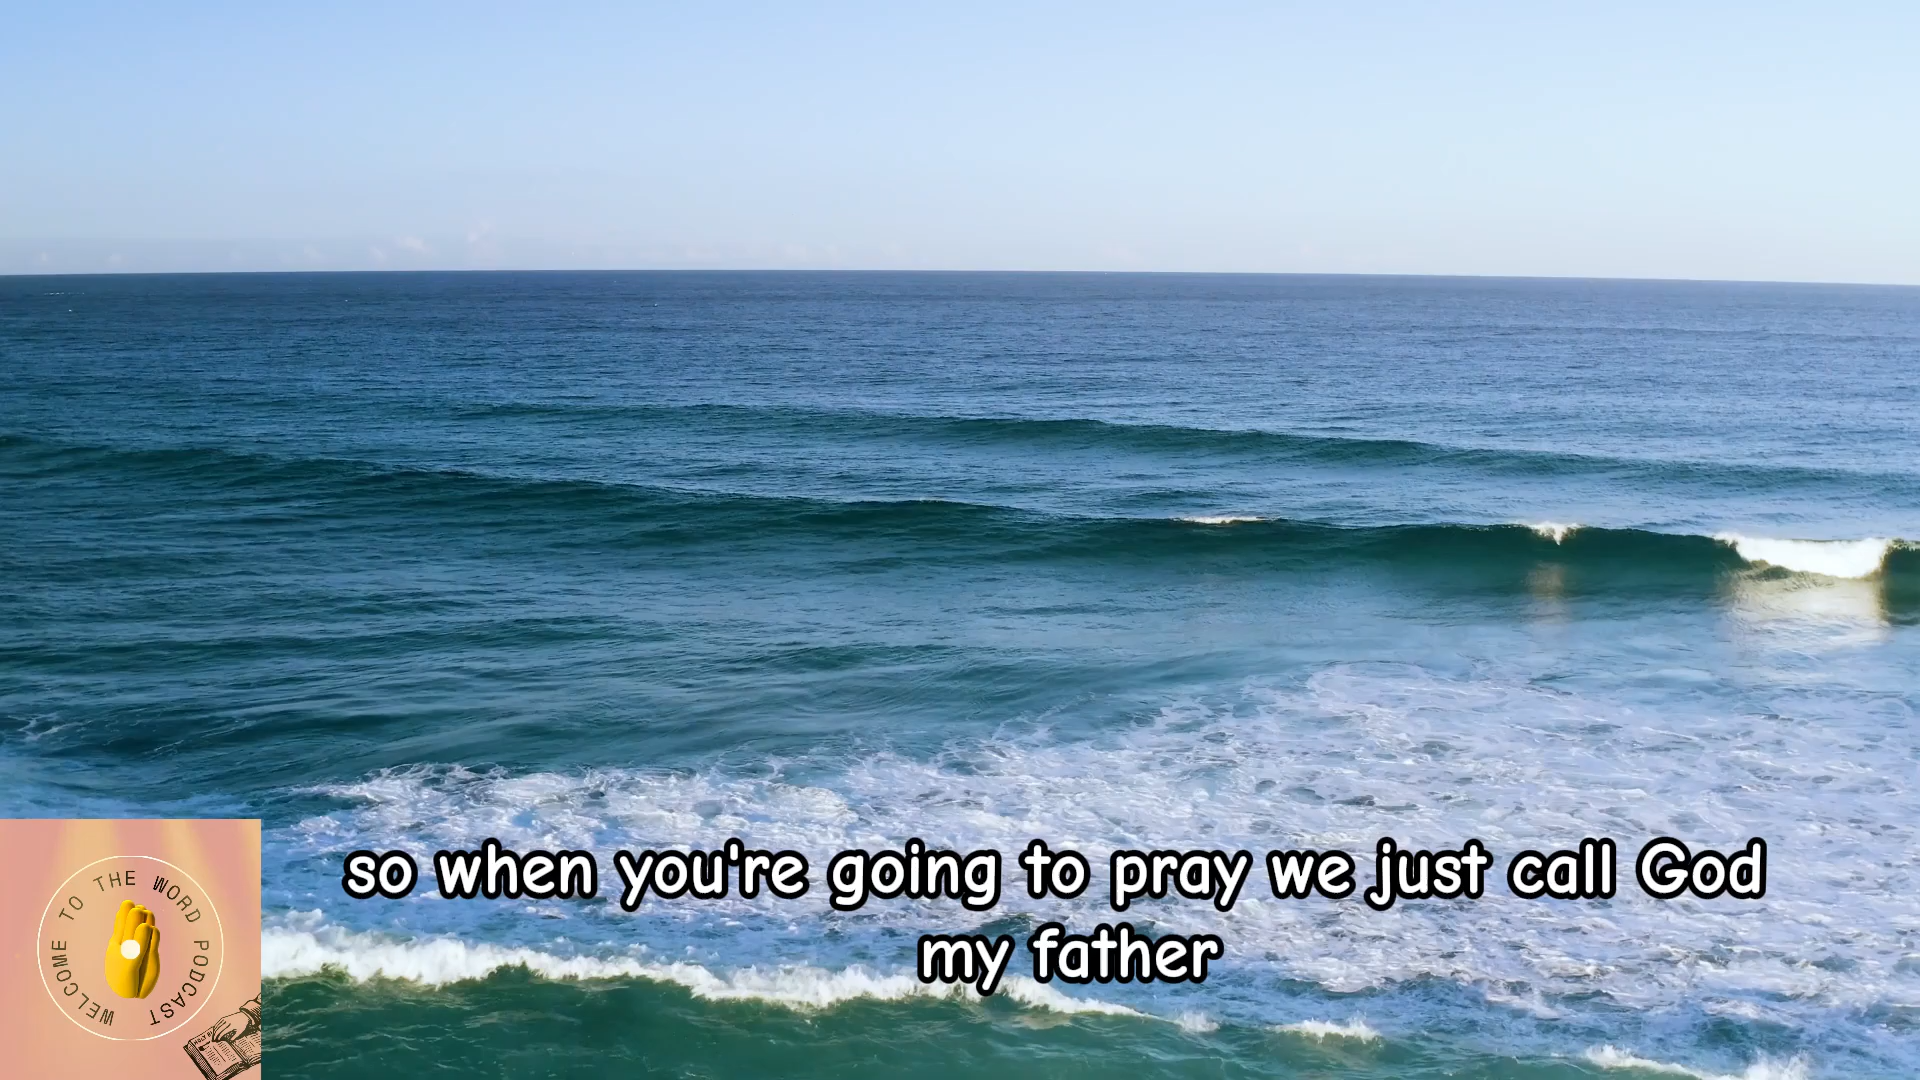 so when you're going to pray we just call God
my father
WELCOME TO THE WORD PODCAST